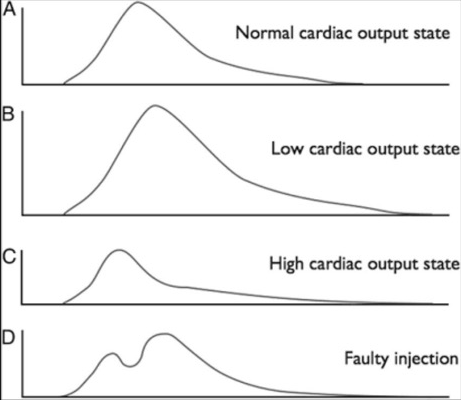 A
Normal cardiac output state
B
Low cardiac output state
C
High cardiac output state
D
Faulty injection